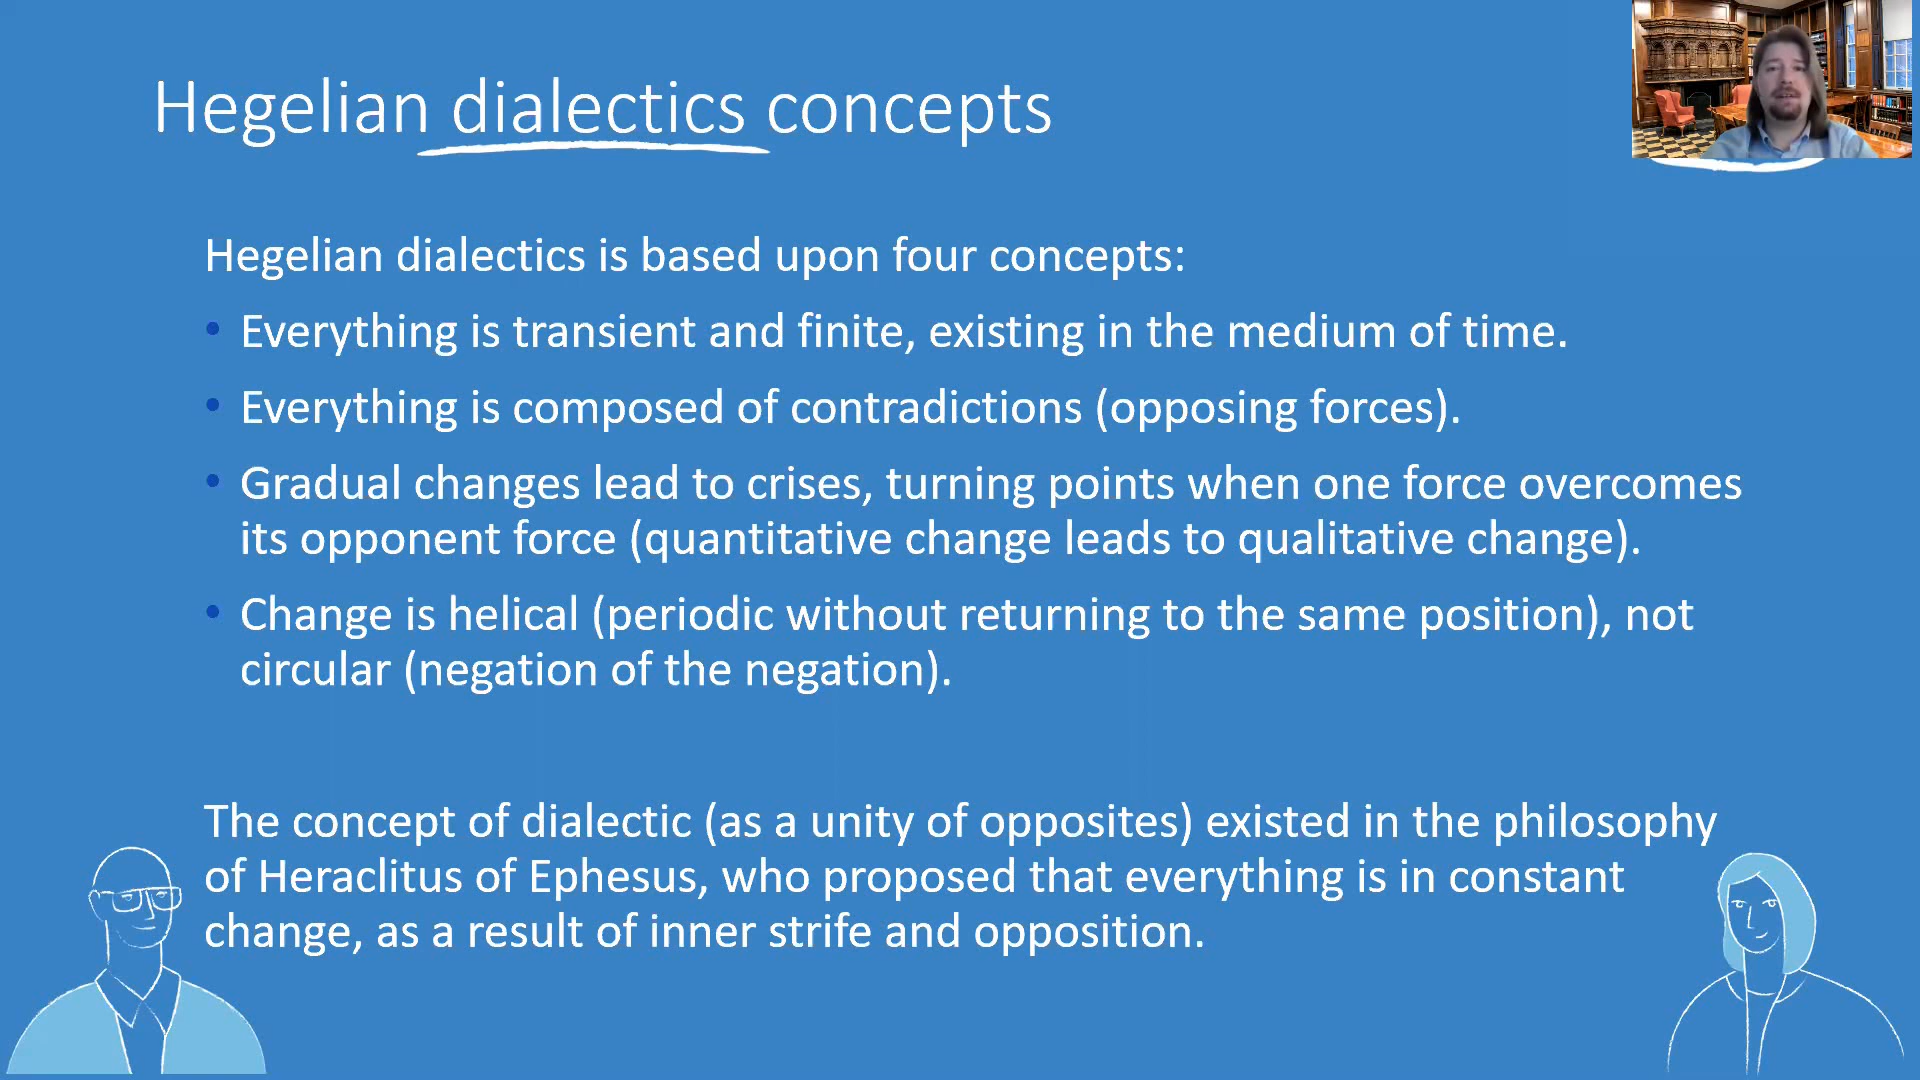 Hegelian dialectics concepts
Hegelian dialectics is based upon four concepts:
• Everything is transient and finite, existing in the medium of time.
• Everything is composed of contradictions (opposing forces).
• Gradual changes lead to crises, turning points when one force overcomes
its opponent force (quantitative change leads to qualitative change).
• Change is helical (periodic without returning to the same position), not
circular (negation of the negation).
The concept of dialectic (as a unity of opposites) existed in the philosophy
of Heraclitus of Ephesus, who proposed that everything is in constant
change, as a result of inner strife and opposition.